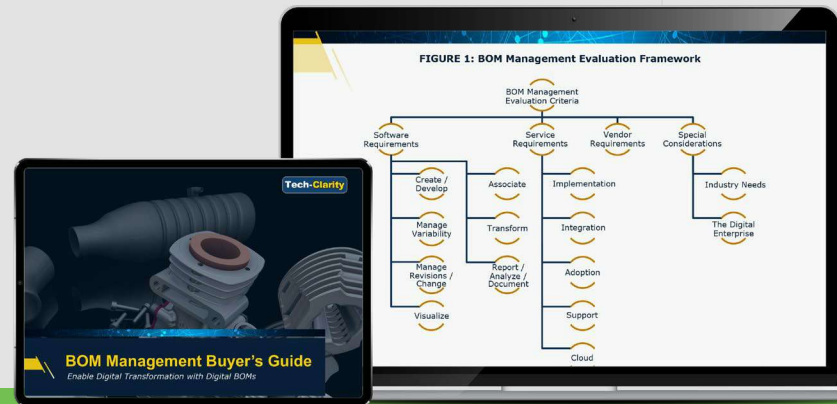 FIGURE 1: BOM Management Evaluation Framework
BOM Management
Evaluation Criteria
Software
Requirements
Service
Requirements
Vendor
Requirements
Special
Considerations
Create /
Develop
Associate
Implementation
Industry Needs
Manage
Variability
Transform
Integration
The Digital
Enterprise
Manage
Revisions /
Change
Report /
Analyze /
Document
Adoption
Visualize
Support
Cloud
Tech-Clarity
BOM Management Buyer's Guide
Enable Digital Transformation with Digital BOMs